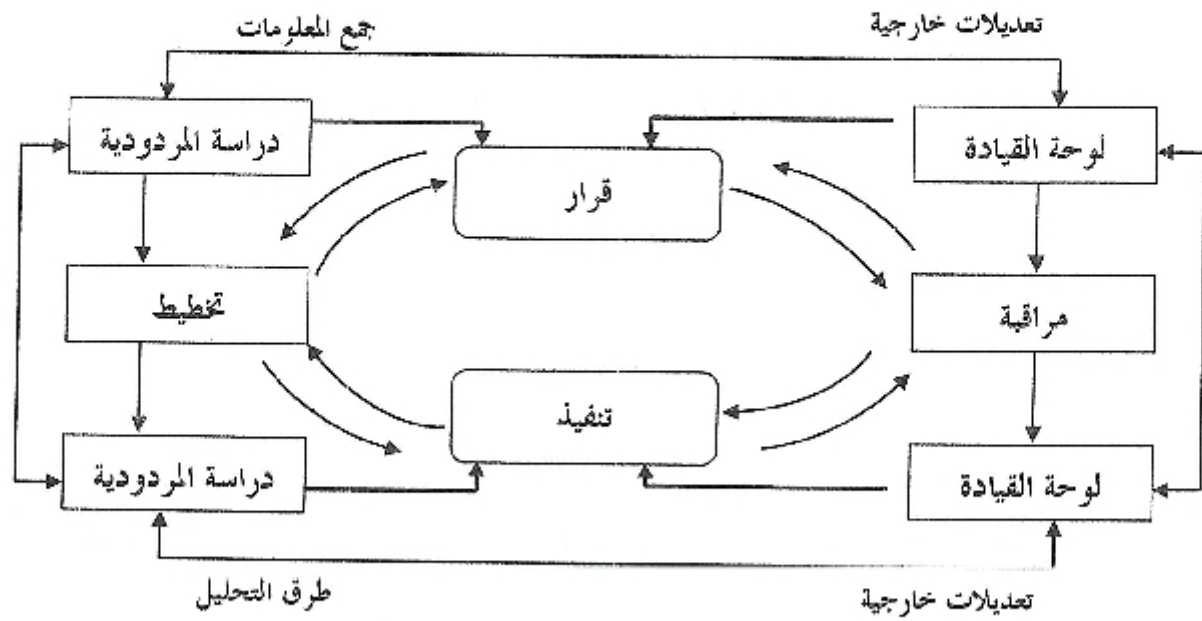 تعديلات خارجية
جمع المعلومات
لوحة القيادة
دراسة المردودية
قرار
مراقبة
تخطيط
تنفيذ
لوحة القيادة
دراسة المردودية
تعديلات خارجية
طرق التحليل